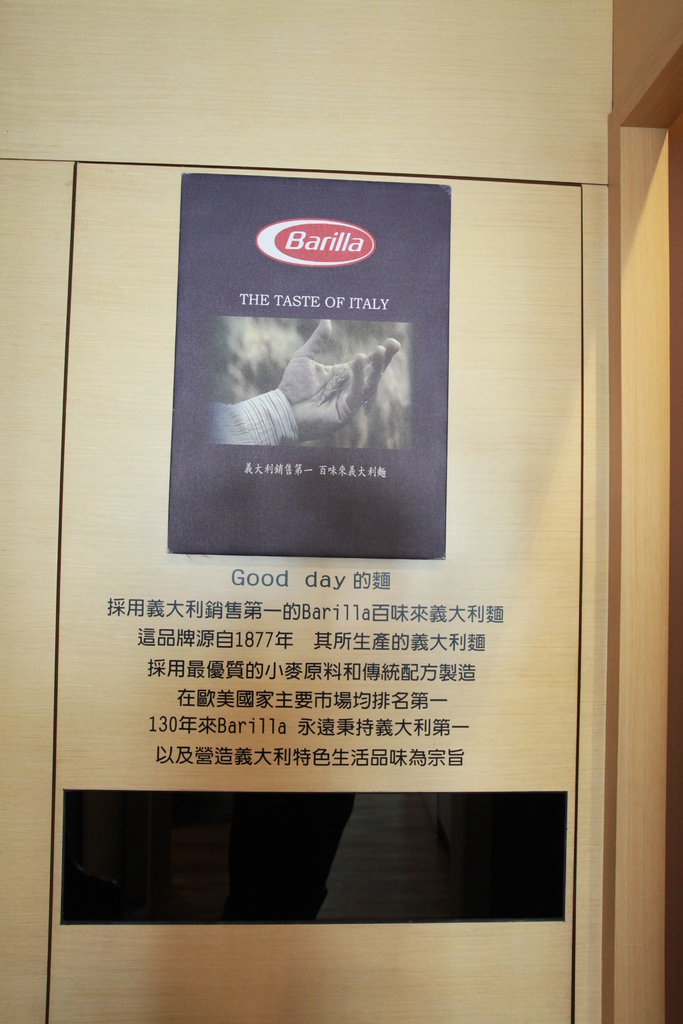 Barilla
THE TASTE OF ITALY
義大利銷售第一 百味來義大利麵
Good day 的麵
採用義大利銷售第一的Barilla百味來義大利麵
這品牌源自1877年 其所生產的義大利麵
採用最優質的小麥原料和傳統配方製造
在歐美國家主要市場均排名第一
130年來Barilla 永遠秉持義大利第一
以及營造義大利特色生活品味為宗旨